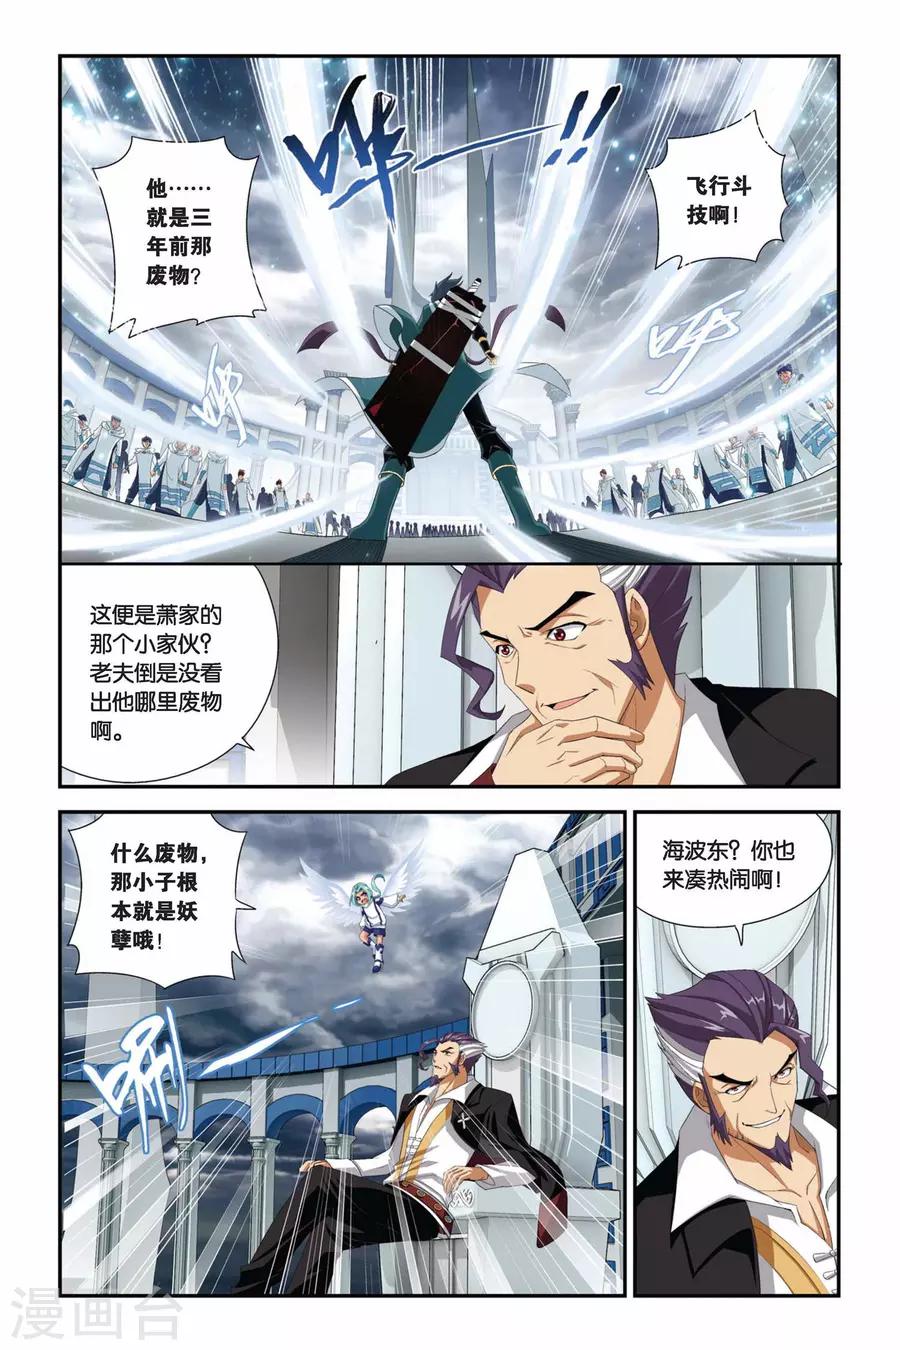 哗——!!
他……
就是三
年前那
废物？
飞行斗
技啊！
呼
这便是萧家的
那个小家伙？
老夫倒是没看
出他哪里废物
啊。
什么废物，
那小子根
本就是妖
孽哦！
唰——
海波东？你也
来凑热闹啊！
漫画台